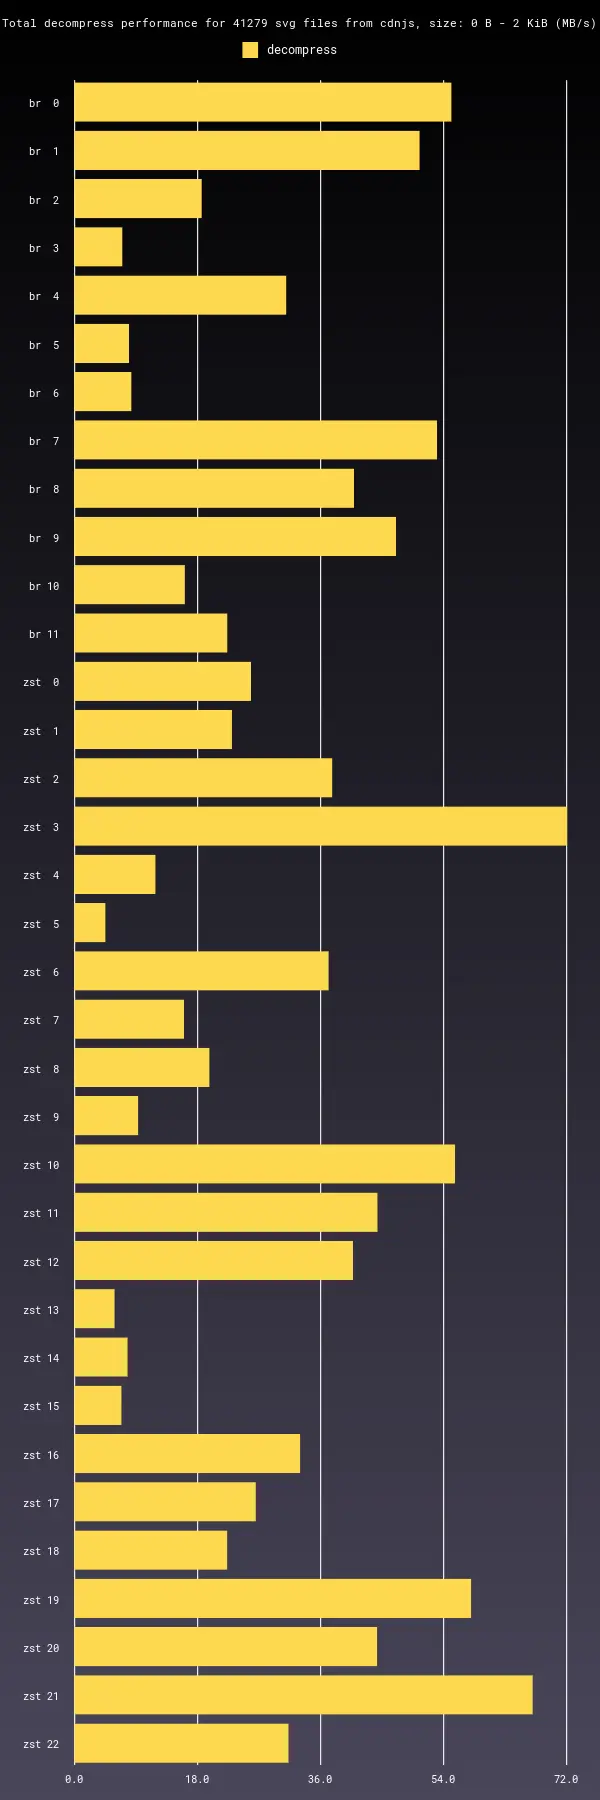 Total decompress performance for 41279 svg files from cdnjs, size: 0 B - 2 KiB (MB/s)
decompress
br 0
br 1
br 2
br 3
br 4
br 5
br 6
br 7
br 8
br 9
br 10
br 11
zst 0
zst 1
zst 2
zst 3
zst 4
zst 5
zst 6
zst 7
zst 8
zst 9
zst 10
zst 11
zst 12
zst 13
zst 14
zst 15
zst 16
zst 17
zst 18
zst 19
zst 20
zst 21
zst 22
0.0 18.0 36.0 54.0 72.0